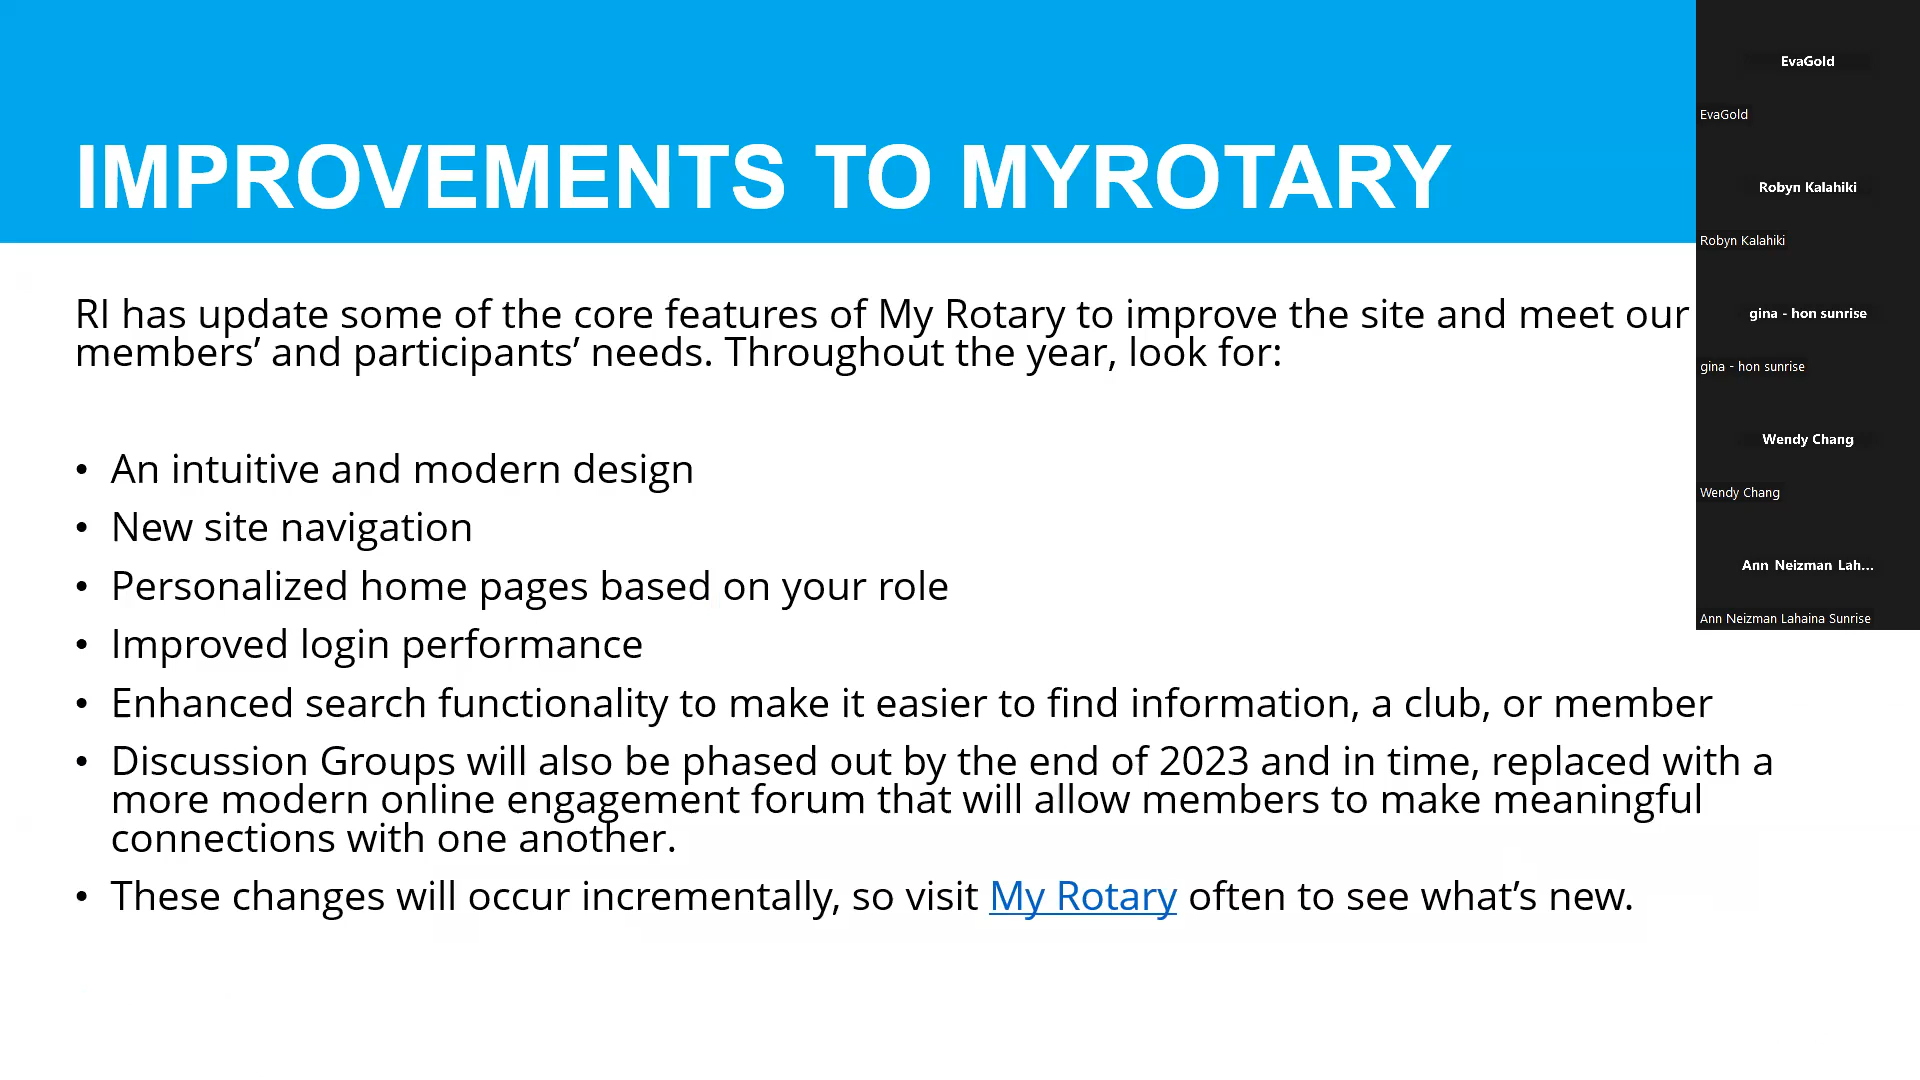 IMPROVEMENTS TO MYROTARY
RI has update some of the core features of My Rotary to improve the site and meet our
members’ and participants’ needs. Throughout the year, look for:
• An intuitive and modern design
• New site navigation
• Personalized home pages based on your role
• Improved login performance
• Enhanced search functionality to make it easier to find information, a club, or member
• Discussion Groups will also be phased out by the end of 2023 and in time, replaced with a
more modern online engagement forum that will allow members to make meaningful
connections with one another.
• These changes will occur incrementally, so visit My Rotary often to see what’s new.
EvaGold
EvaGold
Robyn Kalahiki
Robyn Kalahiki
gina - hon sunrise
gina - hon sunrise
Wendy Chang
Wendy Chang
Ann Neizman Lah...
Ann Neizman Lahaina Sunrise